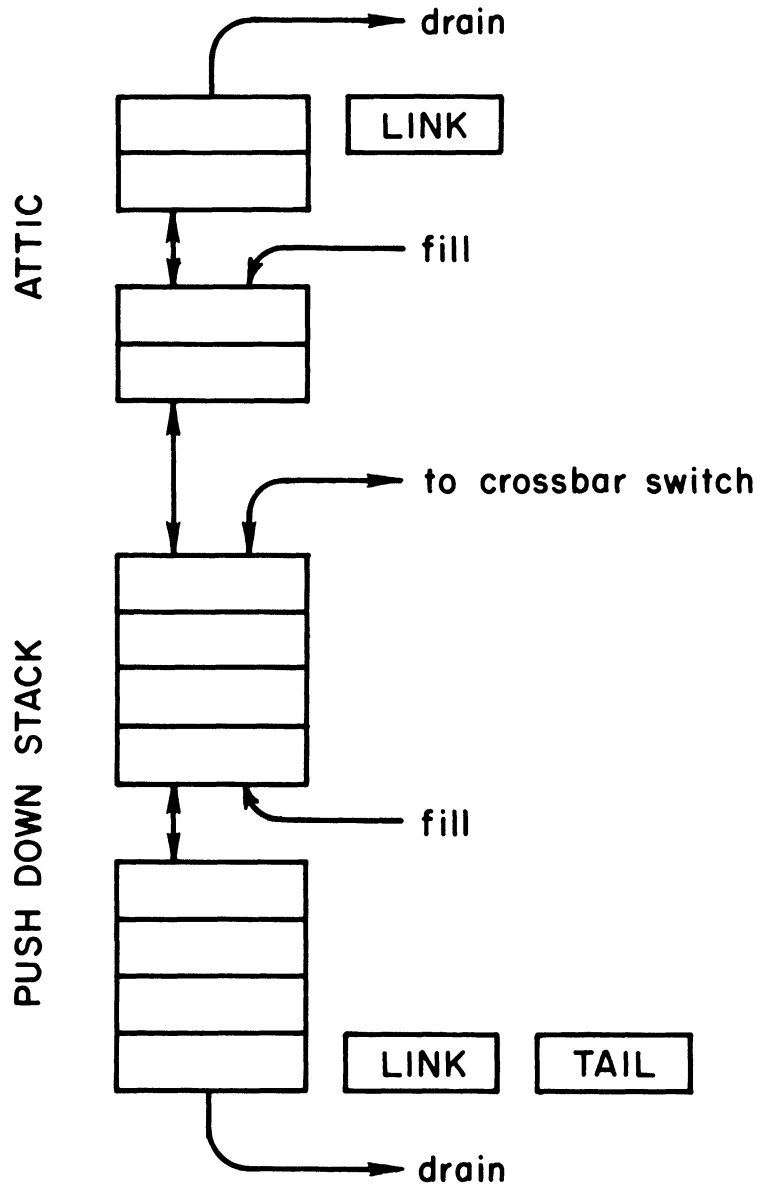 drain
LINK
ATTIC
fill
to crossbar switch
PUSH DOWN STACK
fill
LINK
TAIL
drain